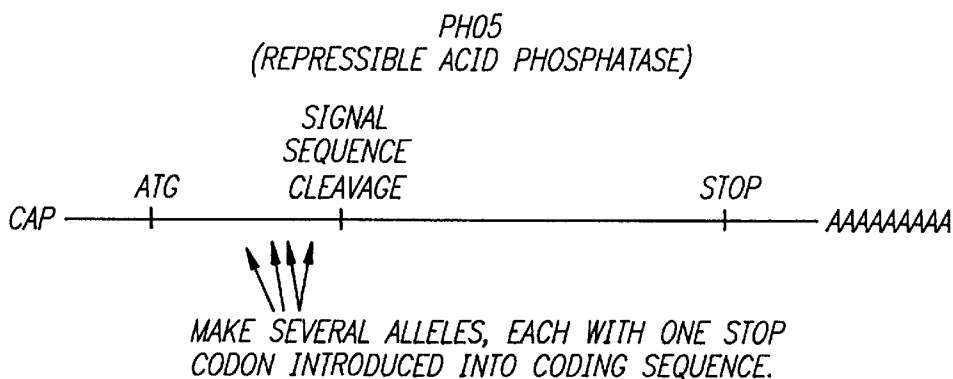 PHO5
(REPRESSIBLE ACID PHOSPHATASE)
SIGNAL
SEQUENCE
ATG CLEAVAGE STOP
CAP AAAAAAAAA
MAKE SEVERAL ALLELES, EACH WITH ONE STOP
CODON INTRODUCED INTO CODING SEQUENCE.